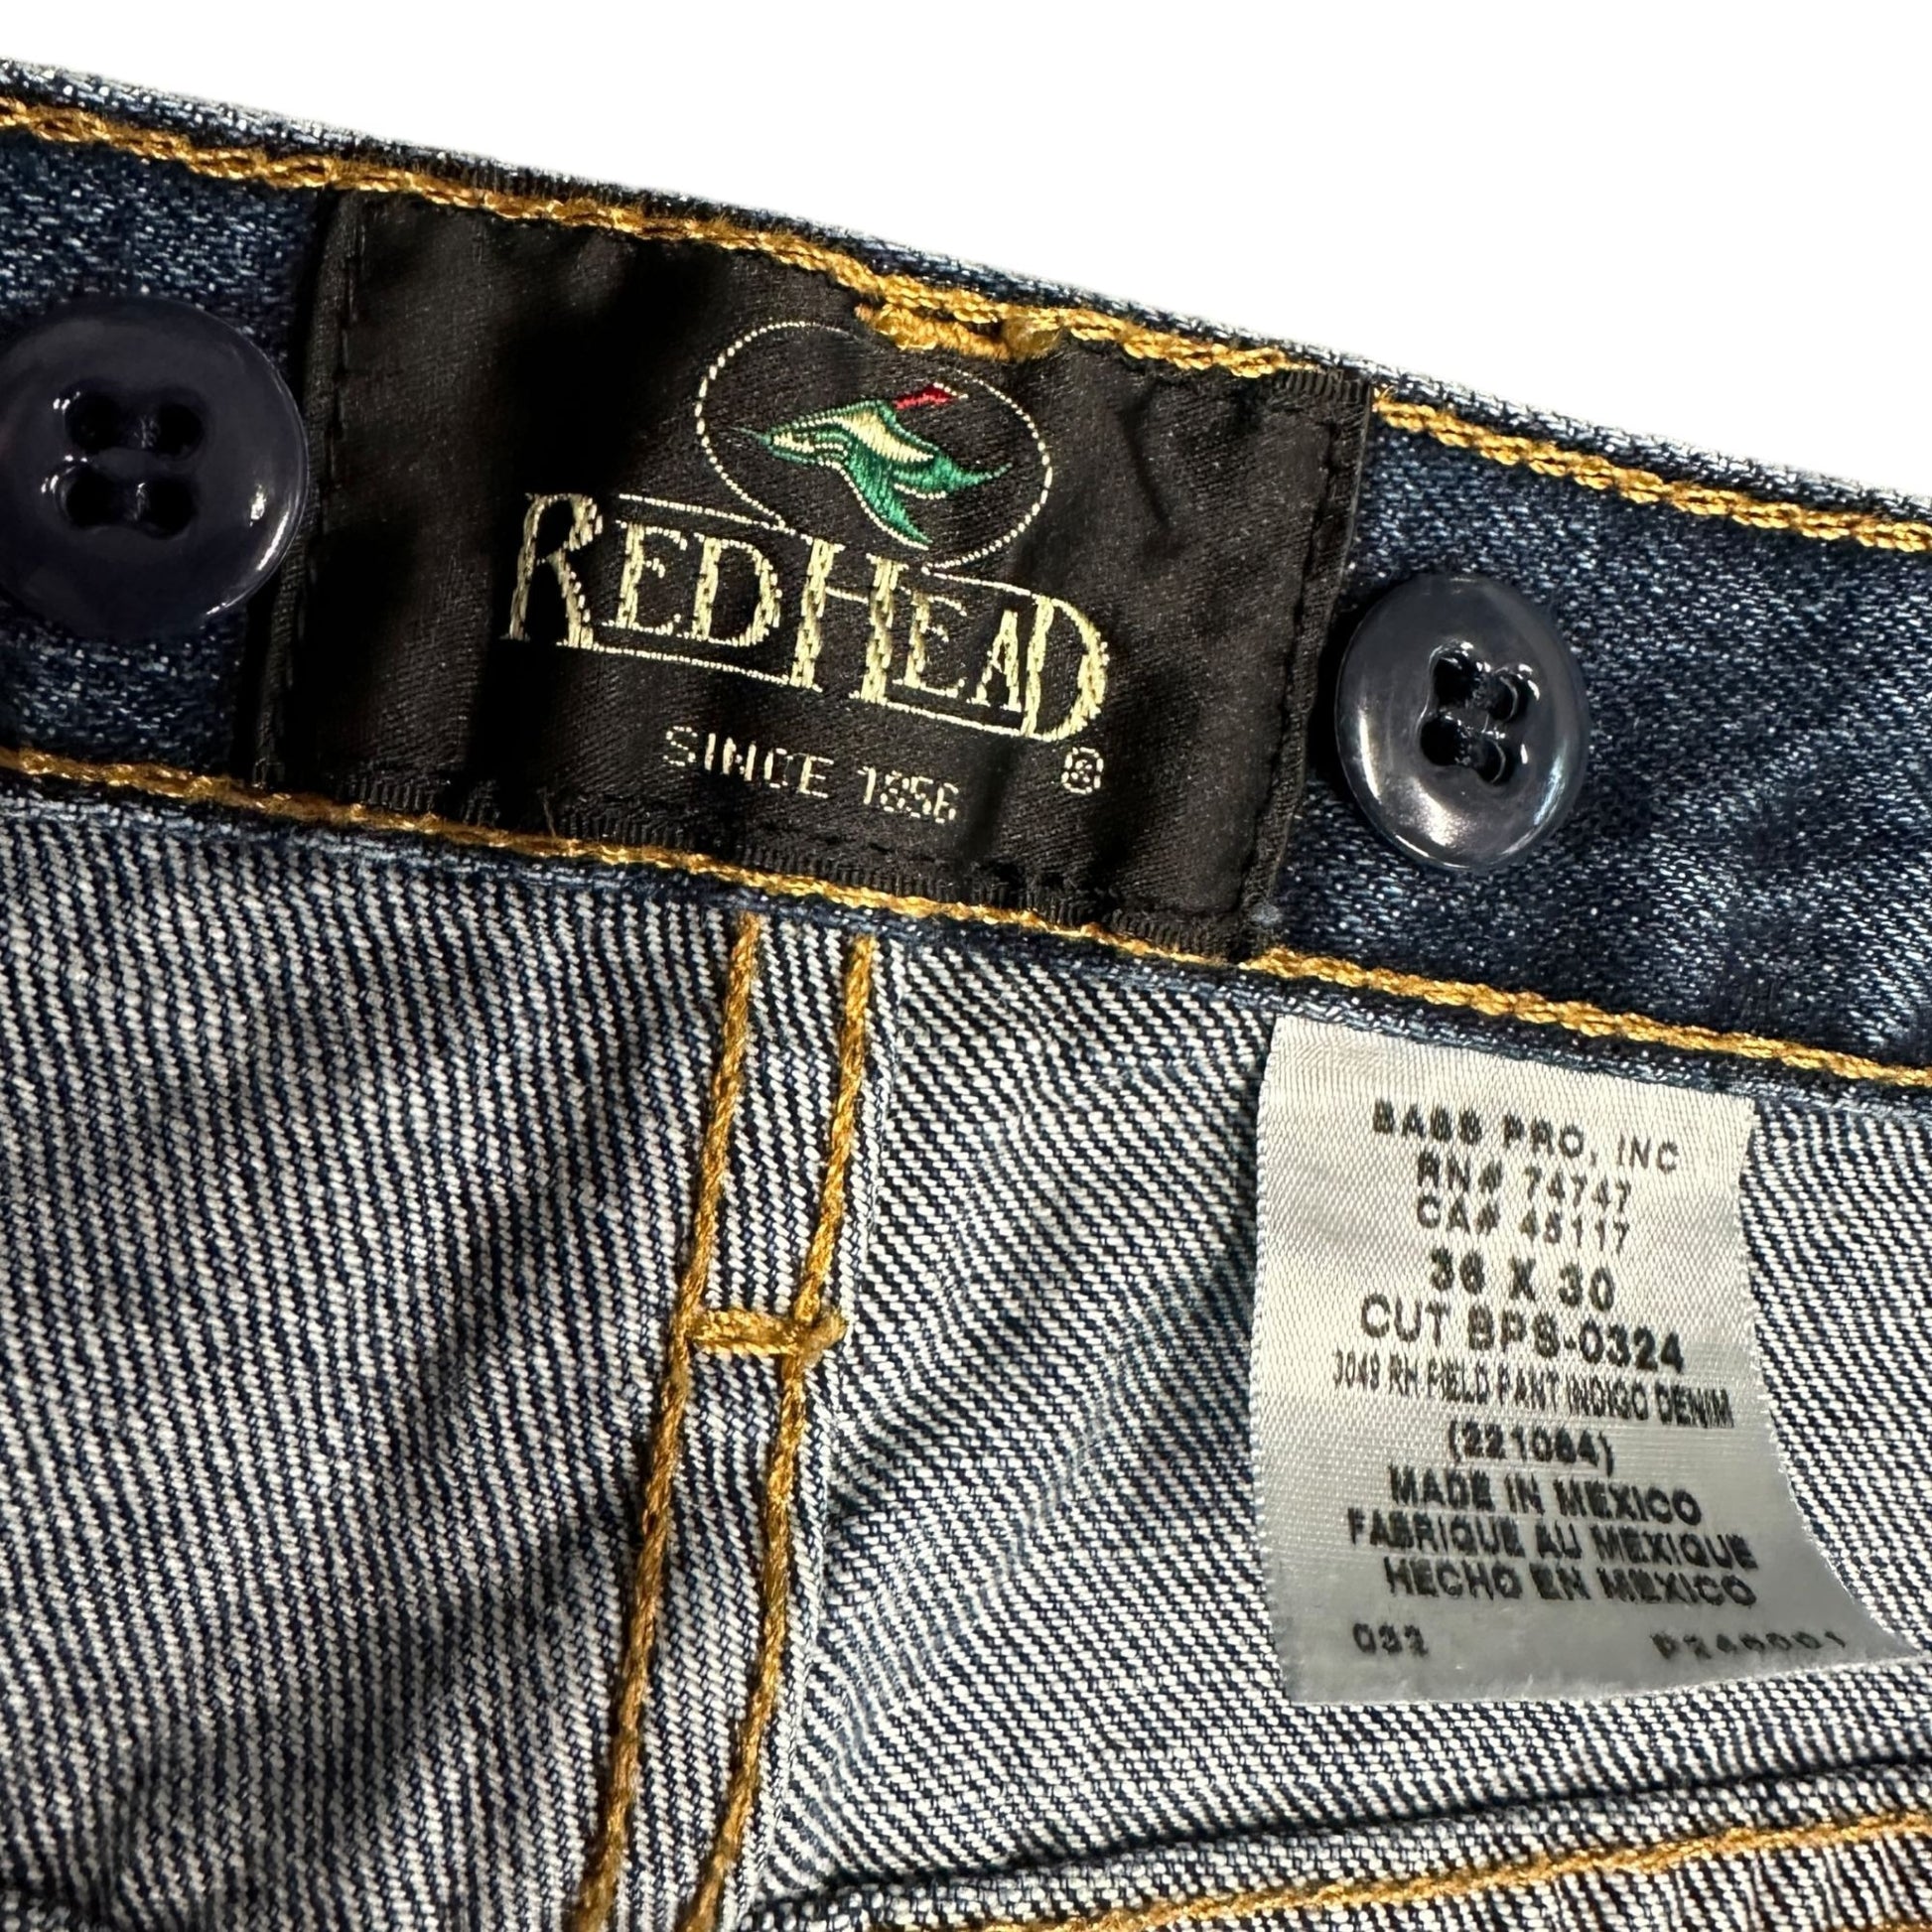 REDHEAD
®
SINCE 1856
BASS PRO, INC
RN# 74747
CA# 45117
36 X 30
CUT BPS-0324
3049 RH FIELD PANT INDIGO DENIM
(221064)
MADE IN MEXICO
FABRIQUE AU MEXIQUE
HECHO EN MEXICO
032